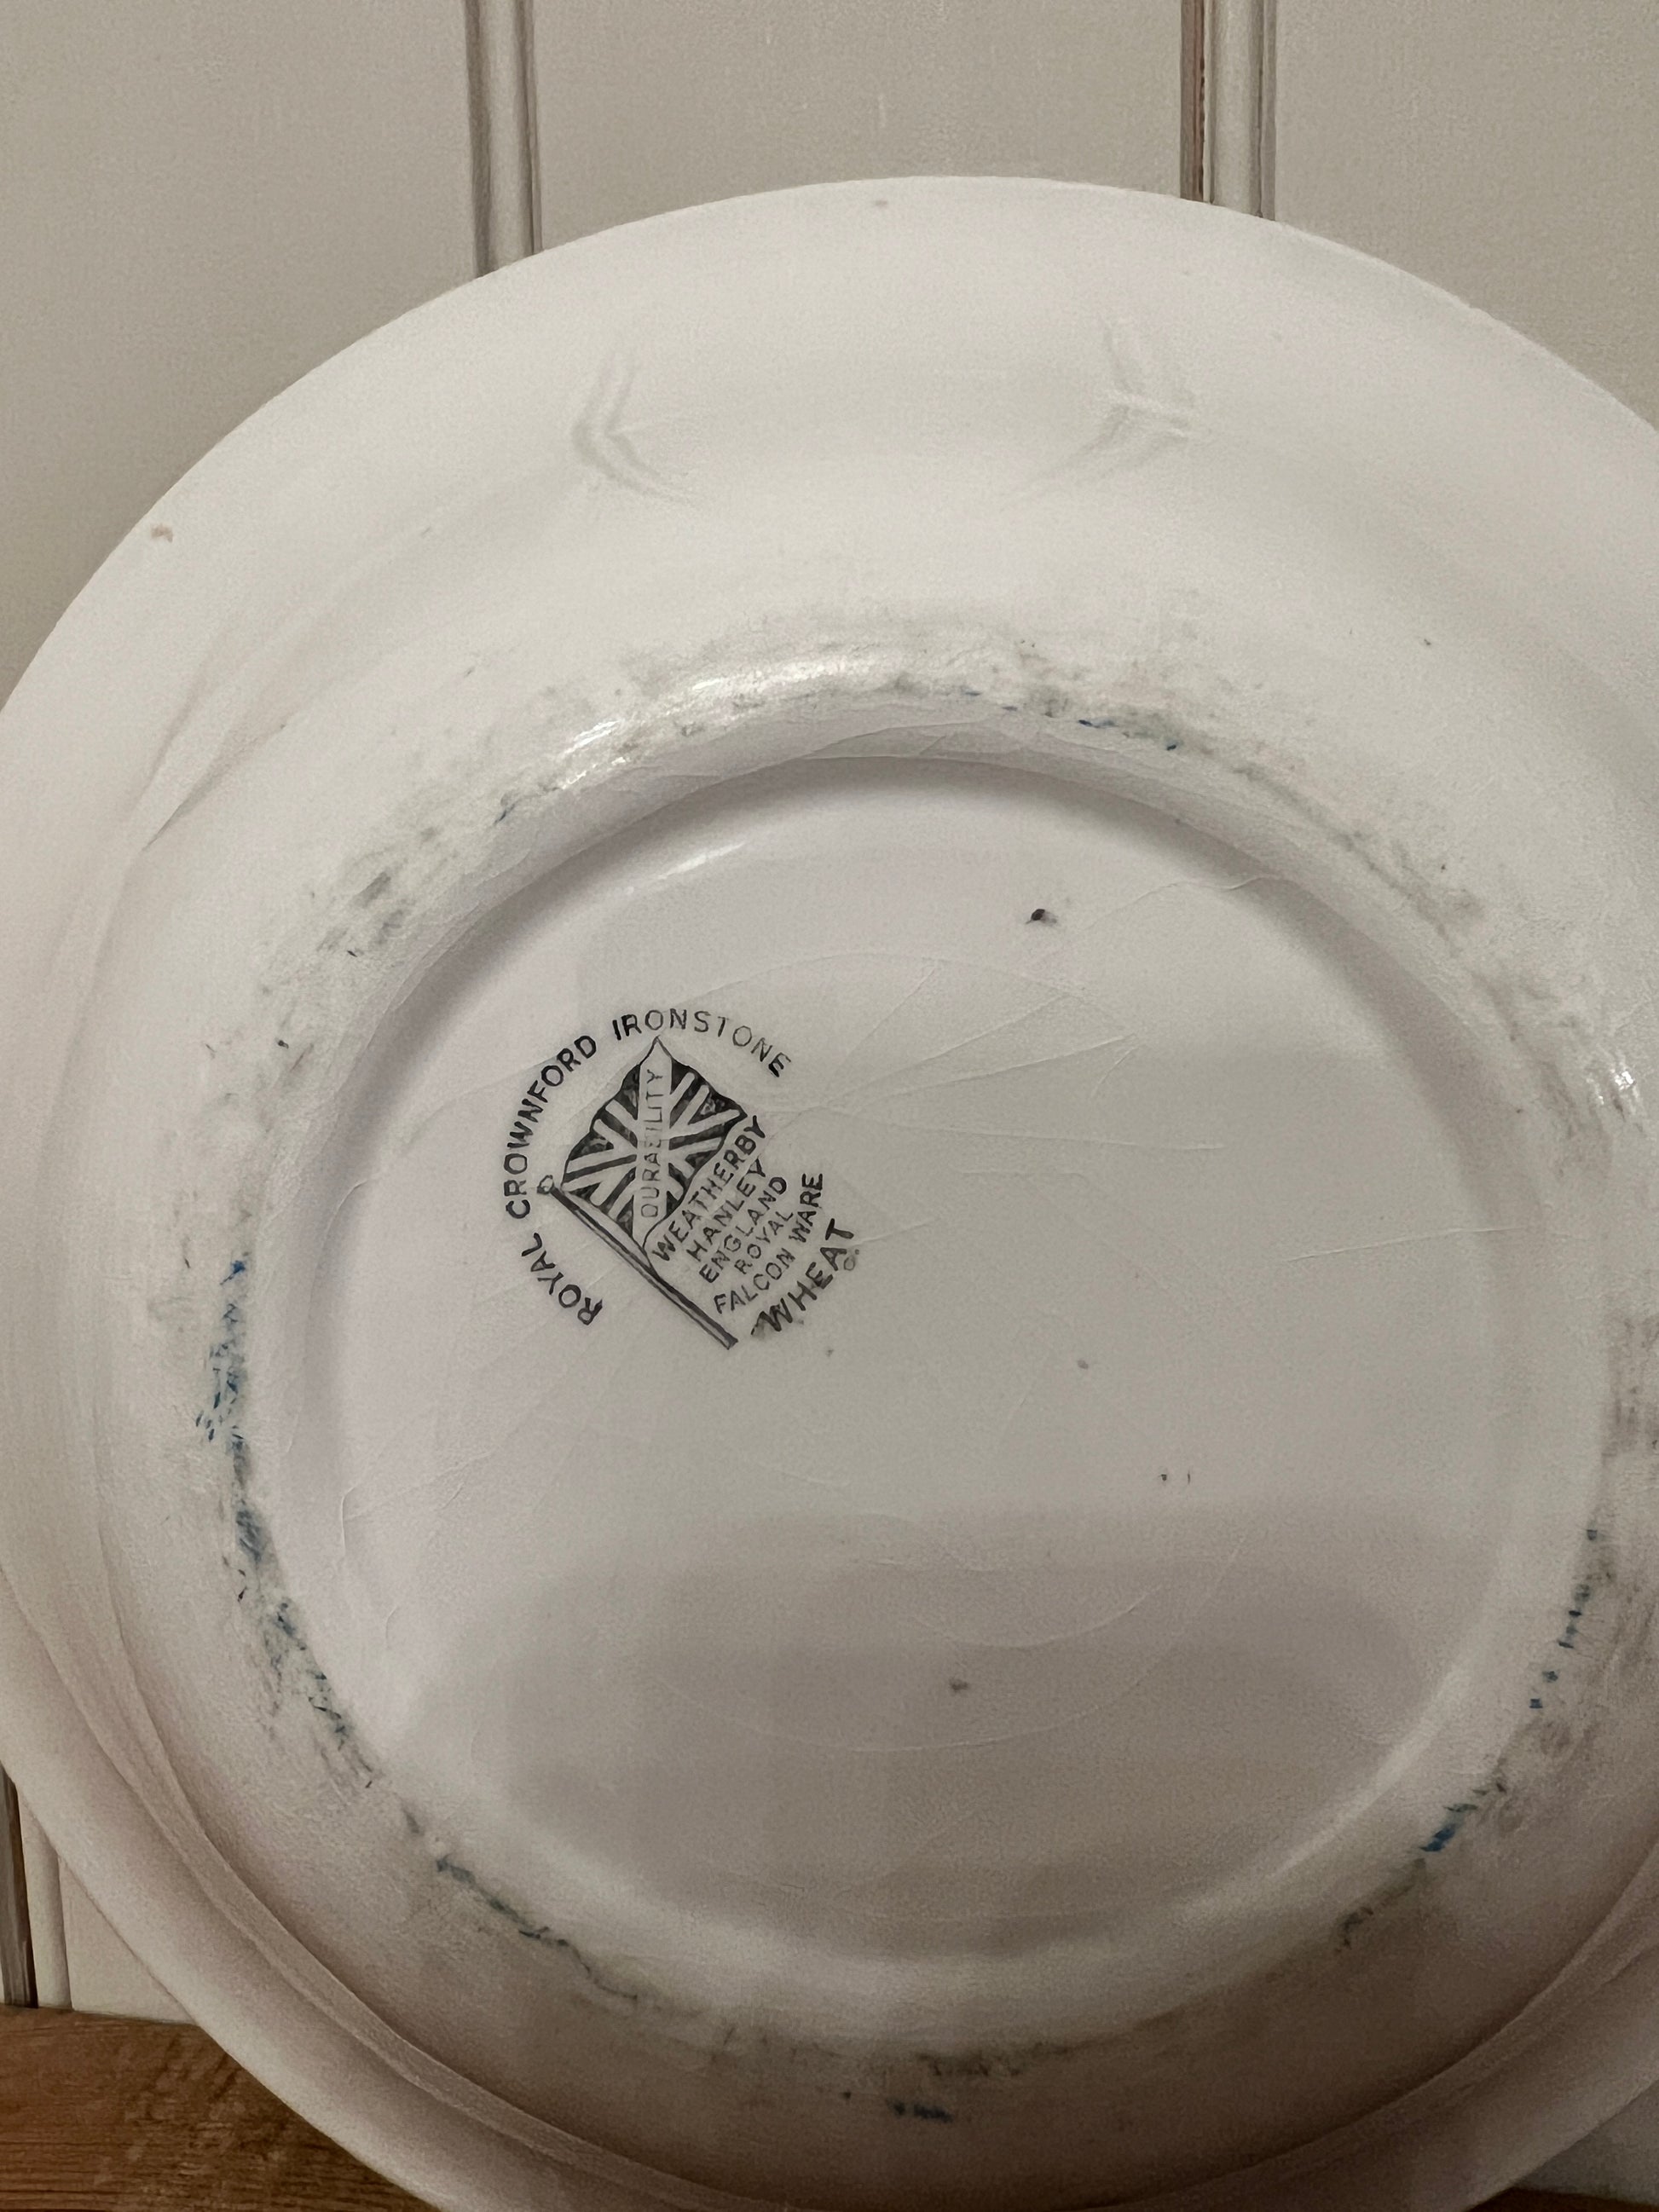 ROYAL CROWNFORD IRONSTONE
DURABILITY
WEATHERBY
HANLEY
ENGLAND
ROYAL
FALCON WARE
WHEAT